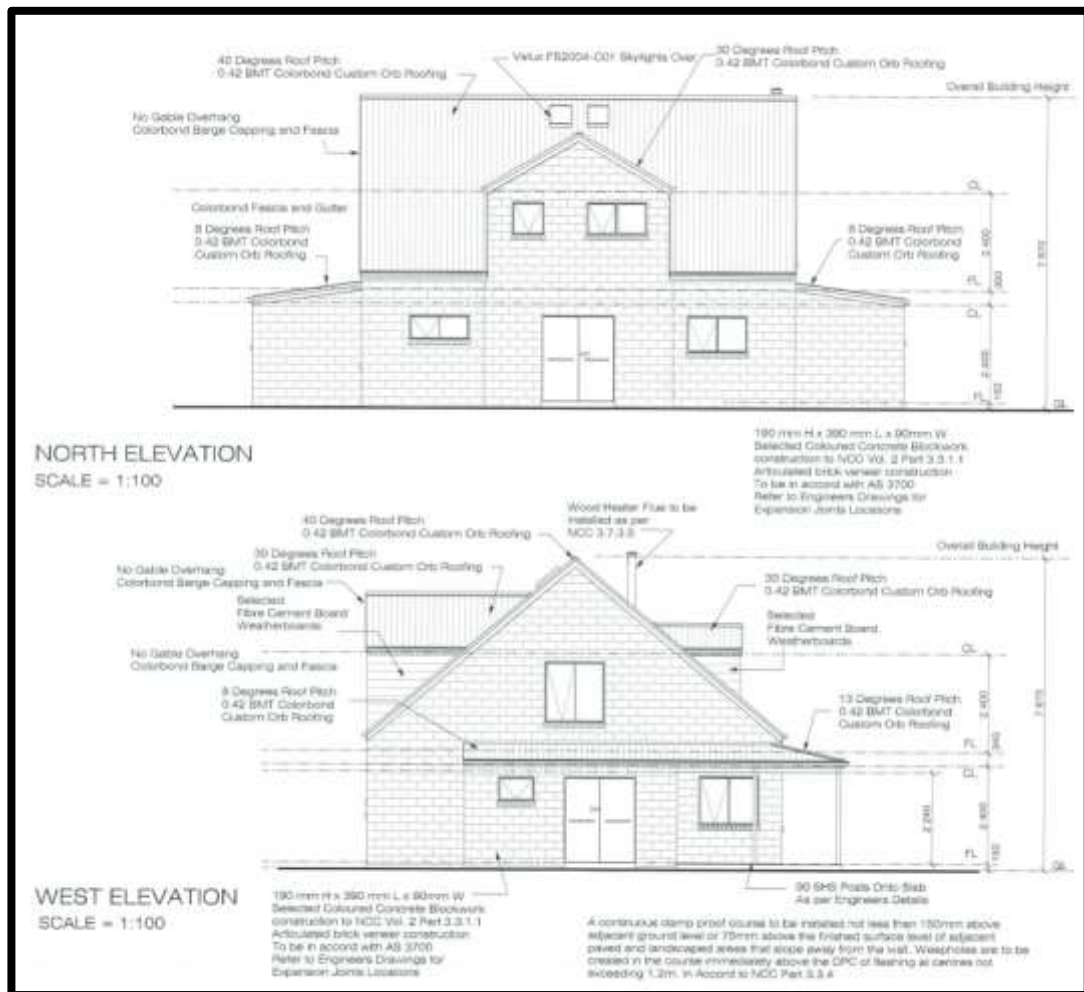 40 Degrees Roof Pitch
0.42 BMT Colorbond Custom Orb Roofing
Velux FS2004-C01 Skylights Over
30 Degrees Roof Pitch
0.42 BMT Colorbond Custom Orb Roofing
Overall Building Height
No Gable Overhang
Colorbond Barge Capping and Fascia
CL
Colorbond Fascia and Gutter
8 Degrees Roof Pitch
0.42 BMT Colorbond
Custom Orb Roofing
8 Degrees Roof Pitch
0.42 BMT Colorbond
Custom Orb Roofing
2 400
FL
CL
2 400
FL
GL
NORTH ELEVATION
SCALE = 1:100
190 mm H x 390 mm L x 90mm W
Selected Coloured Concrete Blockwork
construction to NCC Vol. 2 Part 3.3.1.1
Articulated brick veneer construction
To be in accord with AS 3700
Refer to Engineers Drawings for
Expansion Joints Locations
40 Degrees Roof Pitch
0.42 BMT Colorbond Custom Orb Roofing
Wood Heater Flue to be
installed as per
Overall Building Height
30 Degrees Roof Pitch
0.42 BMT Colorbond Custom Orb Roofing
No Gable Overhang
Colorbond Barge Capping and Fascia
30 Degrees Roof Pitch
0.42 BMT Colorbond Custom Orb Roofing
Selected
Fibre Cement Board
Weatherboards
Selected
Fibre Cement Board
Weatherboards
No Gable Overhang
Colorbond Barge Capping and Fascia
CL
8 Degrees Roof Pitch
0.42 BMT Colorbond
Custom Orb Roofing
13 Degrees Roof Pitch
0.42 BMT Colorbond
Custom Orb Roofing
2 400
FL
CL
2 400
FL
GL
WEST ELEVATION
SCALE = 1:100
190 mm H x 390 mm L x 90mm W
Selected Coloured Concrete Blockwork
construction to NCC Vol. 2 Part 3.3.1.1
Articulated brick veneer construction
To be in accord with AS 3700
Refer to Engineers Drawings for
Expansion Joints Locations
90 SHS Posts Onto Slab
As per Engineers Details
A continuous damp proof course to be installed not less than 150mm above
adjacent ground level or 75mm above the finished surface level of adjacent
paved and landscaped areas that slope away from the wall. Weepholes are to be
created in the course immediately above the DPC of flashing at centres not
exceeding 1.2m. In Accord to NCC Part 3.3.4